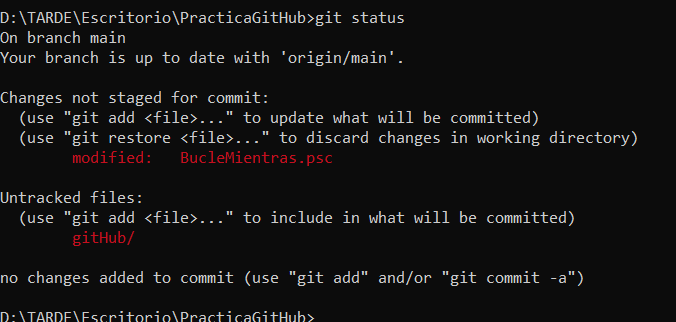 D:\TARDE\Escritorio\PracticaGitHub>git status
On branch main
Your branch is up to date with 'origin/main'.
Changes not staged for commit:
(use "git add <file>..." to update what will be committed)
(use "git restore <file>..." to discard changes in working directory)
modified: BucleMientras.psc
Untracked files:
(use "git add <file>..." to include in what will be committed)
gitHub/
no changes added to commit (use "git add" and/or "git commit -a")
D:\TARDE\Escritorio\PracticaGitHub>